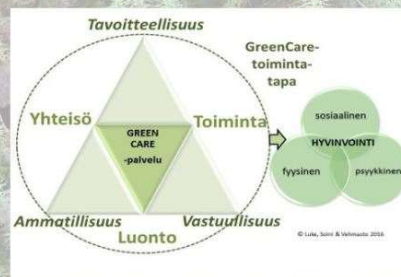 Tavoitteellisuus
GreenCare-
toiminta-
tapa
Yhteisö
Toiminta
GREEN
CARE
-palvelu
Ammatillisuus
Vastuullisuus
Luonto
sosiaalinen
HYVINVOINTI
fyysinen
psyykkinen
© Luke, Soini & Vehmasto 2016